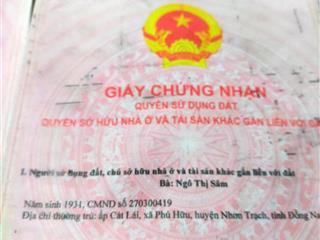 GIẤY CHỨNG NHẬN
QUYỀN SỬ DỤNG ĐẤT
QUYỀN SỞ HỮU NHÀ Ở VÀ TÀI SẢN KHÁC GẮN LIỀN VỚI
I. Người sử dụng đất, chủ sở hữu nhà ở và tài sản khác gắn liền với đất
Bà: Ngô Thị Sâm
Năm sinh 1931, CMND số 270300419
Địa chỉ thường trú: ấp Cát Lái, xã Phú Hữu, huyện Nhơn Trạch, tỉnh Đồng Na